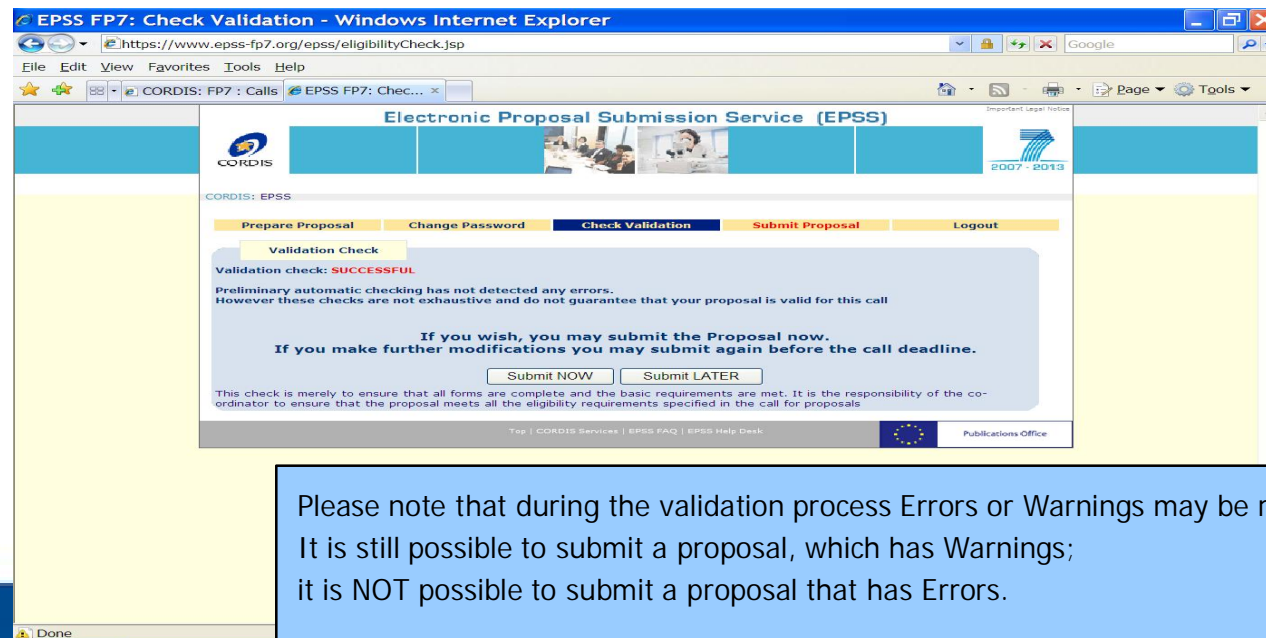 EPSS FP7: Check Validation - Windows Internet Explorer
https://www.epss-fp7.org/epss/eligibilityCheck.jsp
Google
File Edit View Favorites Tools Help
CORDIS: FP7 : Calls
EPSS FP7: Chec...
Page
Tools
Important Legal Notice
Electronic Proposal Submission Service (EPSS)
CORDIS
2007 - 2013
CORDIS: EPSS
Prepare Proposal Change Password Check Validation Submit Proposal Logout
Validation Check
Validation check: SUCCESSFUL
Preliminary automatic checking has not detected any errors.
However these checks are not exhaustive and do not guarantee that your proposal is valid for this call
If you wish, you may submit the Proposal now.
If you make further modifications you may submit again before the call deadline.
Submit NOW Submit LATER
This check is merely to ensure that all forms are complete and the basic requirements are met. It is the responsibility of the co-
ordinator to ensure that the proposal meets all the eligibility requirements specified in the call for proposals
Top | CORDIS Services | EPSS FAQ | EPSS Help Desk
Publications Office
Please note that during the validation process Errors or Warnings may be
It is still possible to submit a proposal, which has Warnings;
it is NOT possible to submit a proposal that has Errors.
Done